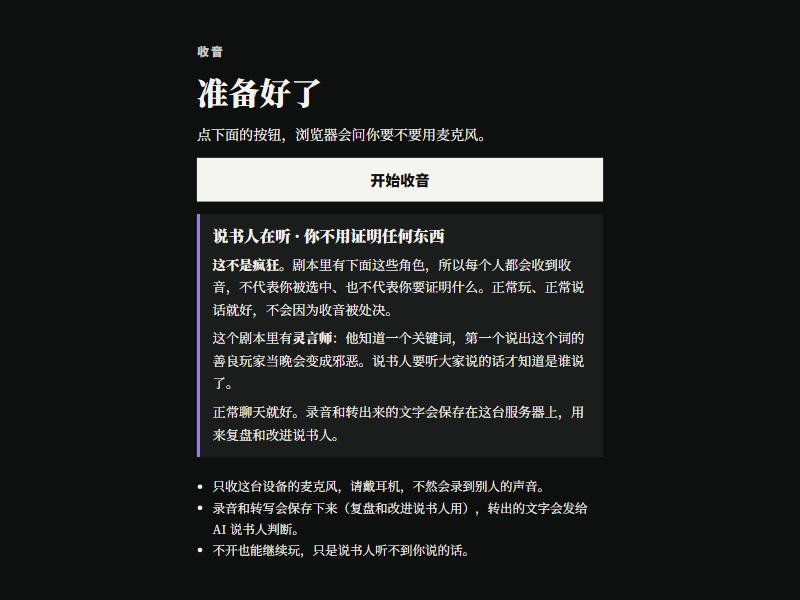 收音
准备好了
点下面的按钮，浏览器会问你要不要用麦克风。
开始收音
说书人在听 · 你不用证明任何东西
这不是疯狂。剧本里有下面这些角色，所以每个人都会收到收
音，不代表你被选中、也不代表你要证明什么。正常玩、正常说
话就好，不会因为收音被处决。
这个剧本里有灵言师：他知道一个关键词，第一个说出这个词的
善良玩家当晚会变成邪恶。说书人要听大家说的话才知道是谁说
了。
正常聊天就好。录音和转出来的文字会保存在这台服务器上，用
来复盘和改进说书人。
• 只收这台设备的麦克风，请戴耳机，不然会录到别人的声音。
• 录音和转写会保存下来（复盘和改进说书人用），转出的文字会发给
AI 说书人判断。
• 不开也能继续玩，只是说书人听不到你说的话。